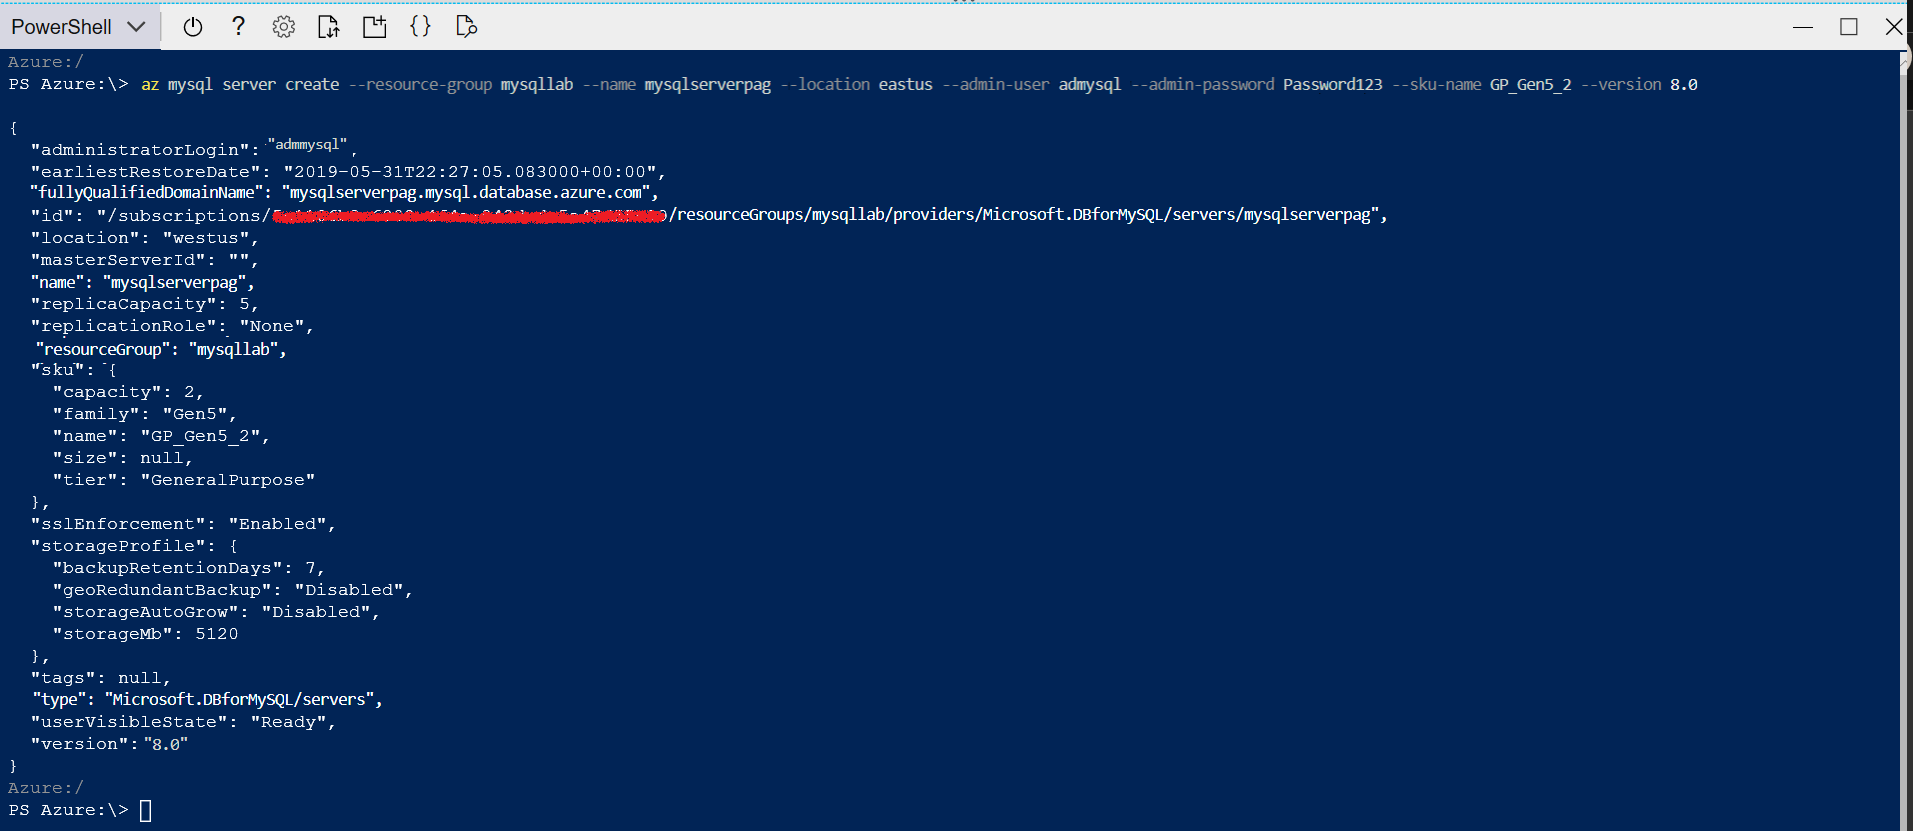 PowerShell
Azure:/
PS Azure:\> az mysql server create --resource-group mysqllab --name mysqlserverpag --location eastus --admin-user admysql --admin-password Password123 --sku-name GP_Gen5_2 --version 8.0
{
"administratorLogin": "admmysql",
"earliestRestoreDate": "2019-05-31T22:27:05.083000+00:00",
"fullyQualifiedDomainName": "mysqlserverpag.mysql.database.azure.com",
"id": "/subscriptions/ /resourceGroups/mysqllab/providers/Microsoft.DBforMySQL/servers/mysqlserverpag",
"location": "westus",
"masterServerId": "",
"name": "mysqlserverpag",
"replicaCapacity": 5,
"replicationRole": "None",
"resourceGroup": "mysqllab",
"sku": {
"capacity": 2,
"family": "Gen5",
"name": "GP_Gen5_2",
"size": null,
"tier": "GeneralPurpose"
},
"sslEnforcement": "Enabled",
"storageProfile": {
"backupRetentionDays": 7,
"geoRedundantBackup": "Disabled",
"storageAutoGrow": "Disabled",
"storageMb": 5120
},
"tags": null,
"type": "Microsoft.DBforMySQL/servers",
"userVisibleState": "Ready",
"version": "8.0"
}
Azure:/
PS Azure:\>